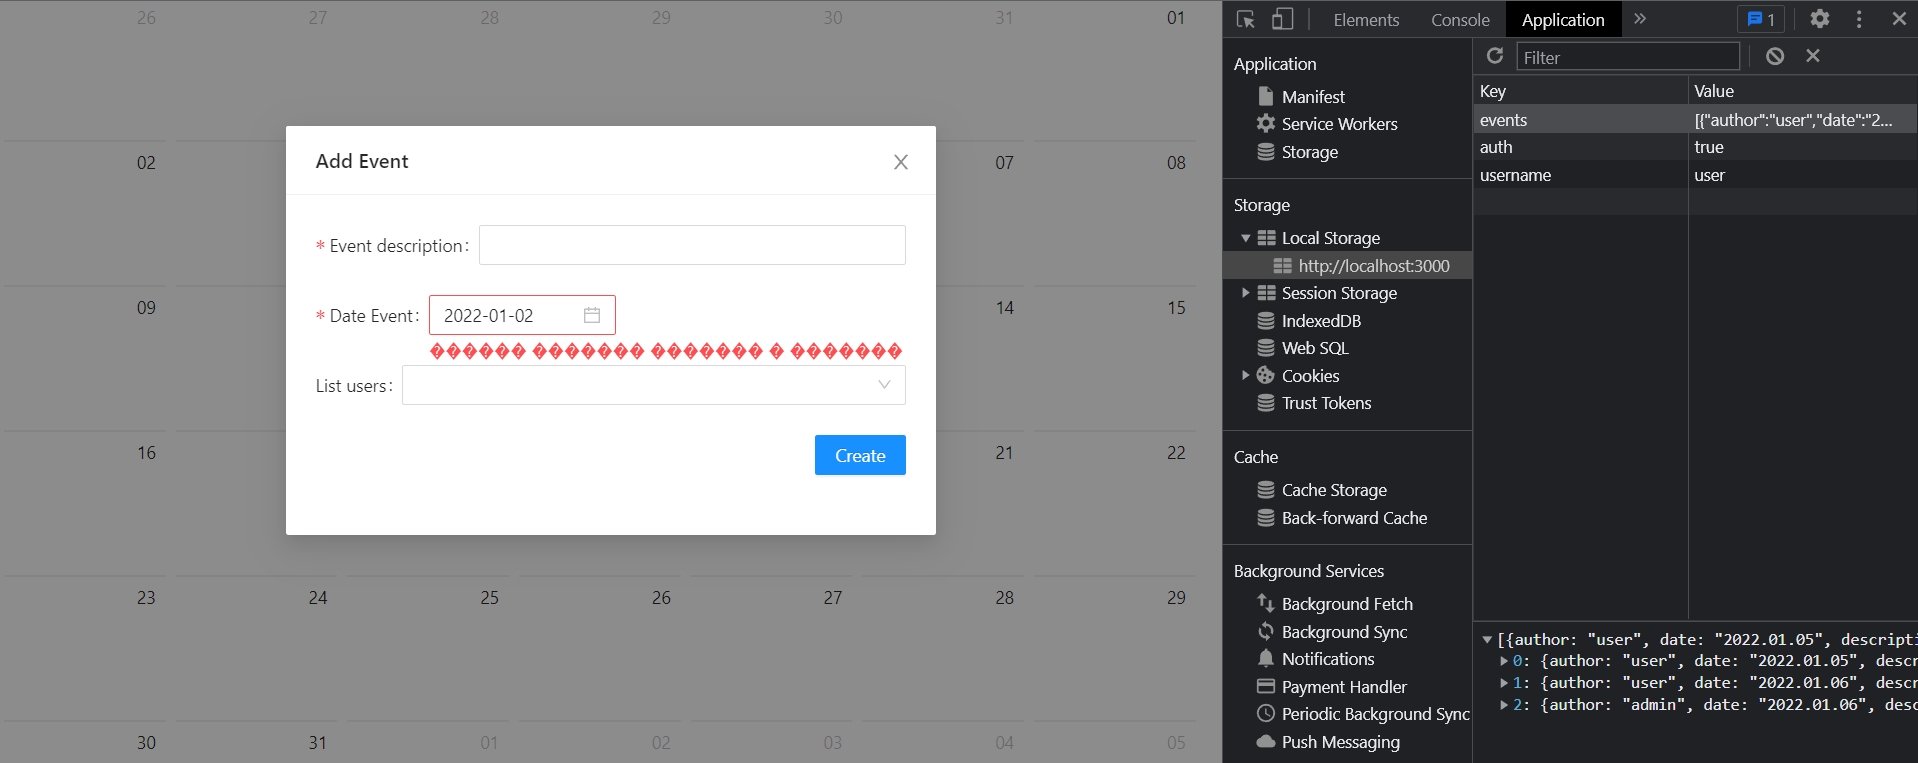 26 27 28 29 30 31 01
02 07 08
09 14 15
16 21 22
23 24 25 26 27 28 29
30 31 01 02 03 04 05
Add Event
* Event description:
* Date Event: 2022-01-02
������ ������� ������� � �������
List users:
Create
Elements Console Application 1
Application
Manifest
Service Workers
Storage
Storage
Local Storage
http://localhost:3000
Session Storage
IndexedDB
Web SQL
Cookies
Trust Tokens
Cache
Cache Storage
Back-forward Cache
Background Services
Background Fetch
Background Sync
Notifications
Payment Handler
Periodic Background Sync
Push Messaging
Filter
Key Value
events [{"author":"user","date":"2...
auth true
username user
[{author: "user", date: "2022.01.05", descripti
0: {author: "user", date: "2022.01.05", descr
1: {author: "user", date: "2022.01.06", descr
2: {author: "admin", date: "2022.01.06", desc